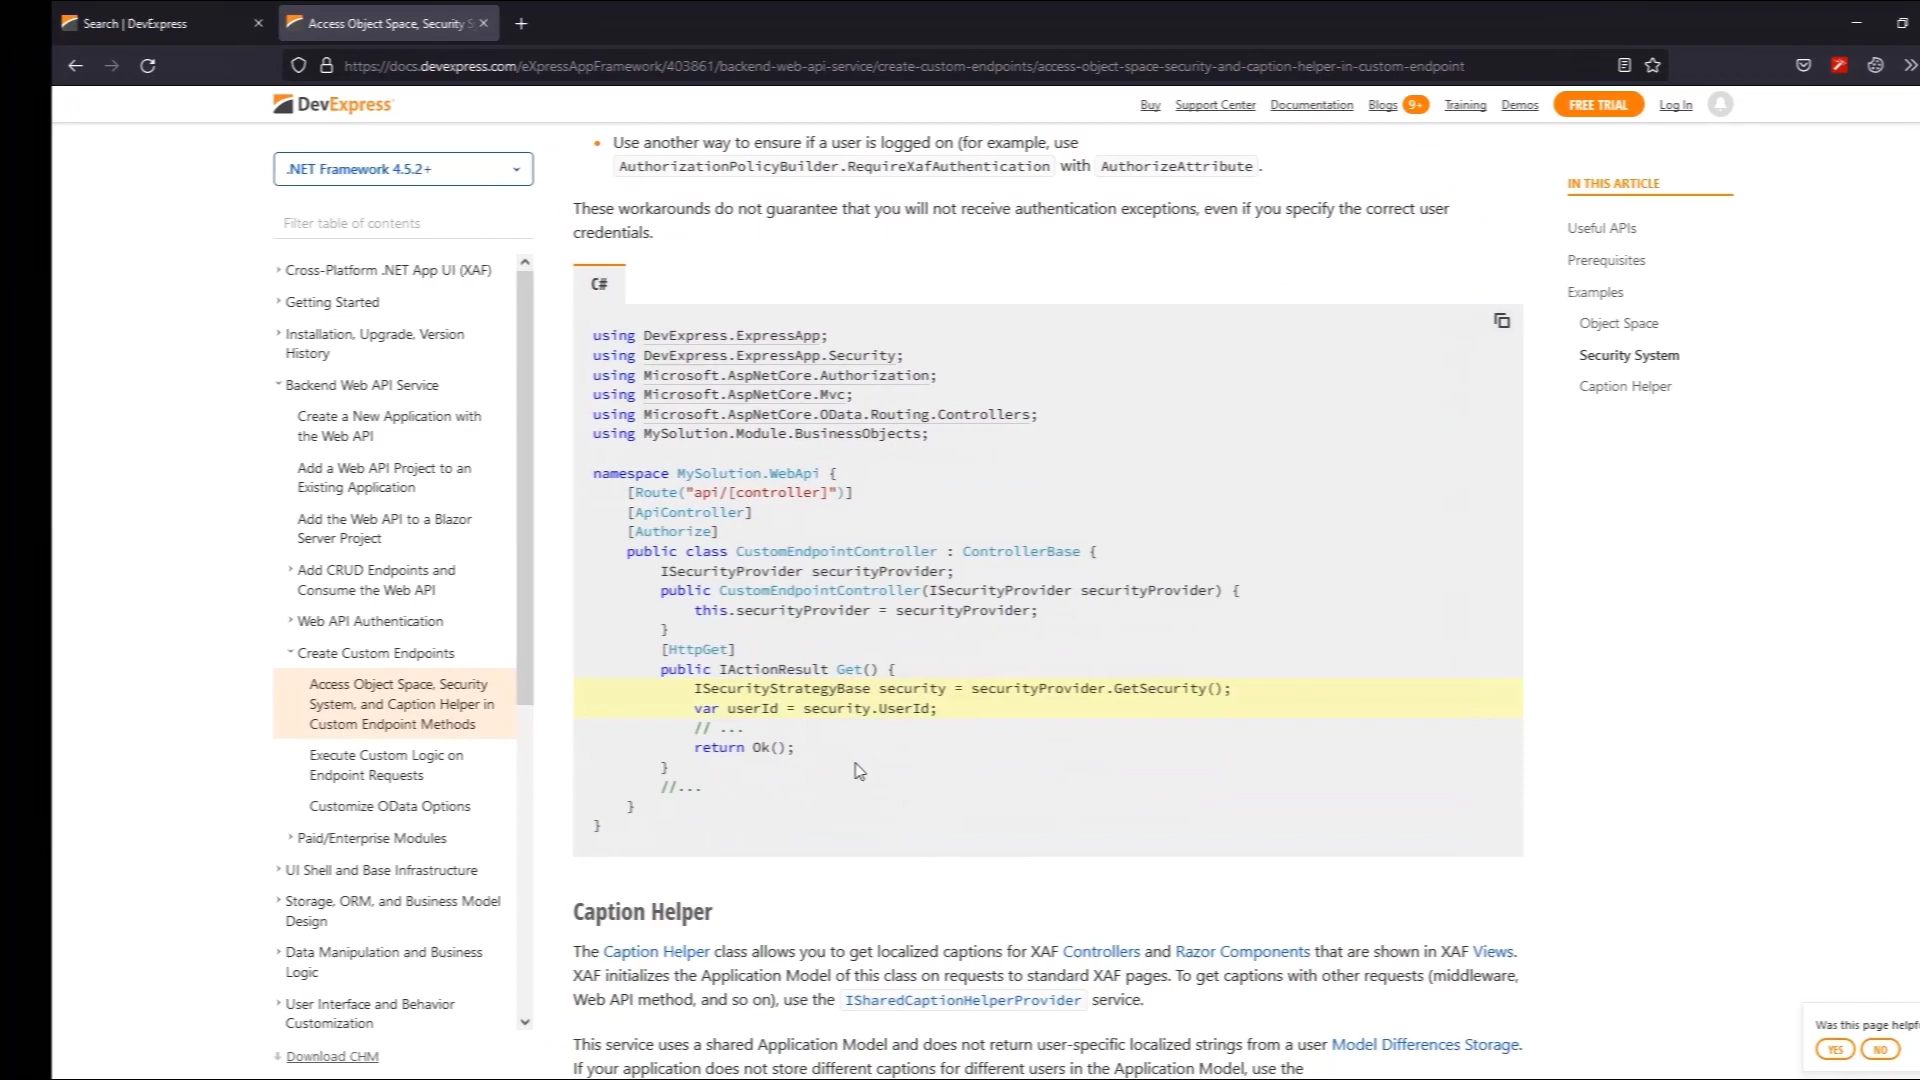 Search | DevExpress
Access Object Space, Security S
https://docs.devexpress.com/eXpressAppFramework/403861/backend-web-api-service/create-custom-endpoints/access-object-space-security-and-caption-helper-in-custom-endpoint
DevExpress
Buy
Support Center
Documentation
Blogs
9+
Training
Demos
FREE TRIAL
Log In
.NET Framework 4.5.2+
Filter table of contents
Cross-Platform .NET App UI (XAF)
Getting Started
Installation, Upgrade, Version
History
Backend Web API Service
Create a New Application with
the Web API
Add a Web API Project to an
Existing Application
Add the Web API to a Blazor
Server Project
Add CRUD Endpoints and
Consume the Web API
Web API Authentication
Create Custom Endpoints
Access Object Space, Security
System, and Caption Helper in
Custom Endpoint Methods
Execute Custom Logic on
Endpoint Requests
Customize OData Options
Paid/Enterprise Modules
UI Shell and Base Infrastructure
Storage, ORM, and Business Model
Design
Data Manipulation and Business
Logic
User Interface and Behavior
Customization
Download CHM
• Use another way to ensure if a user is logged on (for example, use
AuthorizationPolicyBuilder.RequireXafAuthentication with AuthorizeAttribute .
These workarounds do not guarantee that you will not receive authentication exceptions, even if you specify the correct user
credentials.
C#
using DevExpress.ExpressApp;
using DevExpress.ExpressApp.Security;
using Microsoft.AspNetCore.Authorization;
using Microsoft.AspNetCore.Mvc;
using Microsoft.AspNetCore.OData.Routing.Controllers;
using MySolution.Module.BusinessObjects;
namespace MySolution.WebApi {
[Route("api/[controller]")]
[ApiController]
[Authorize]
public class CustomEndpointController : ControllerBase {
ISecurityProvider securityProvider;
public CustomEndpointController(ISecurityProvider securityProvider) {
this.securityProvider = securityProvider;
}
[HttpGet]
public IActionResult Get() {
ISecurityStrategyBase security = securityProvider.GetSecurity();
var userId = security.UserId;
// ...
return Ok();
}
//...
}
}
Caption Helper
The Caption Helper class allows you to get localized captions for XAF Controllers and Razor Components that are shown in XAF Views.
XAF initializes the Application Model of this class on requests to standard XAF pages. To get captions with other requests (middleware,
Web API method, and so on), use the ISharedCaptionHelperProvider service.
This service uses a shared Application Model and does not return user-specific localized strings from a user Model Differences Storage.
If your application does not store different captions for different users in the Application Model, use the
IN THIS ARTICLE
Useful APIs
Prerequisites
Examples
Object Space
Security System
Caption Helper
Was this page helpf
YES
NO